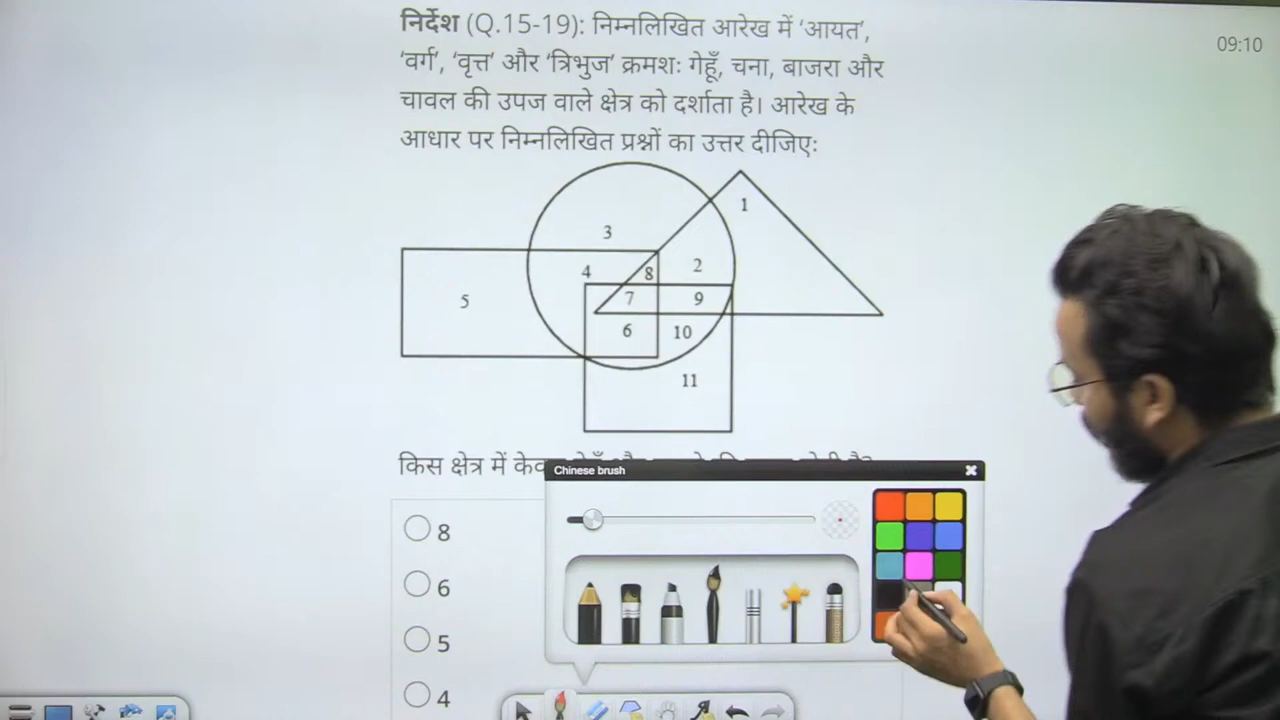 निर्देश (Q.15-19): निम्नलिखित आरेख में 'आयत',
'वर्ग', 'वृत्त' और 'त्रिभुज' क्रमशः गेहूँ, चना, बाजरा और
चावल की उपज वाले क्षेत्र को दर्शाता है। आरेख के
आधार पर निम्नलिखित प्रश्नों का उत्तर दीजिएः
09:10
1
3
2
4
8
5
7
9
6
10
11
किस क्षेत्र में
Chinese brush
8
6
5
4